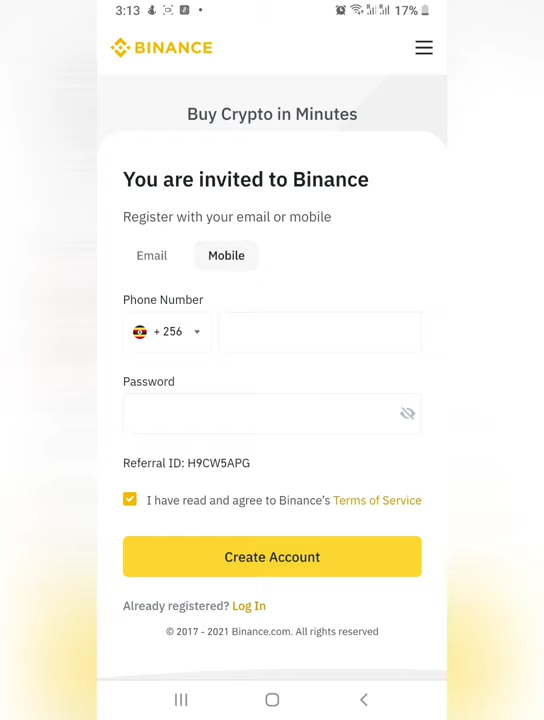 3:13
17%
BINANCE
Buy Crypto in Minutes
You are invited to Binance
Register with your email or mobile
Email
Mobile
Phone Number
+ 256
Password
Referral ID: H9CW5APG
I have read and agree to Binance’s Terms of Service
Create Account
Already registered? Log In
© 2017 - 2021 Binance.com. All rights reserved